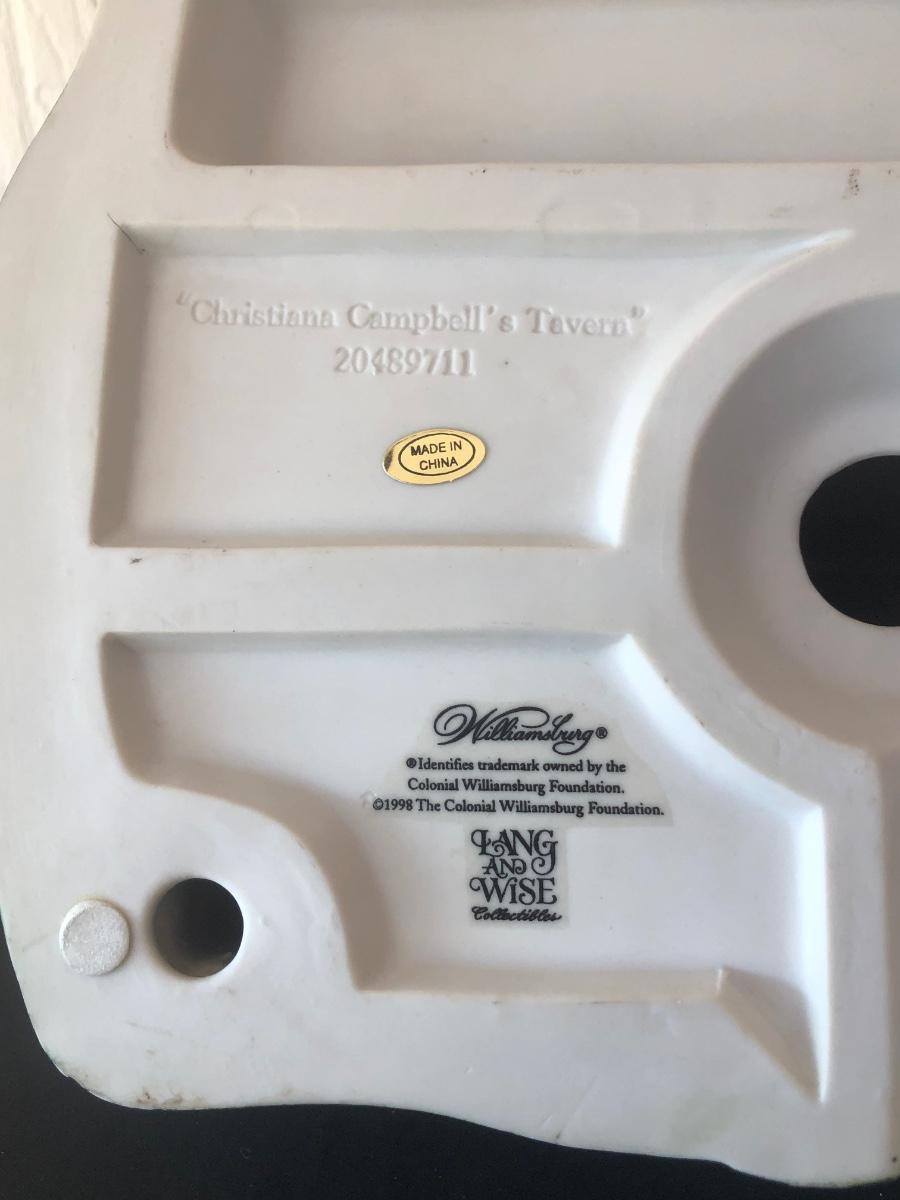 "Christiana Campbell's Tavern"
20489711
MADE IN
CHINA
Williamsburg®
®Identifies trademark owned by the
Colonial Williamsburg Foundation.
©1998 The Colonial Williamsburg Foundation.
LANG
AND
WiSE
Collectibles